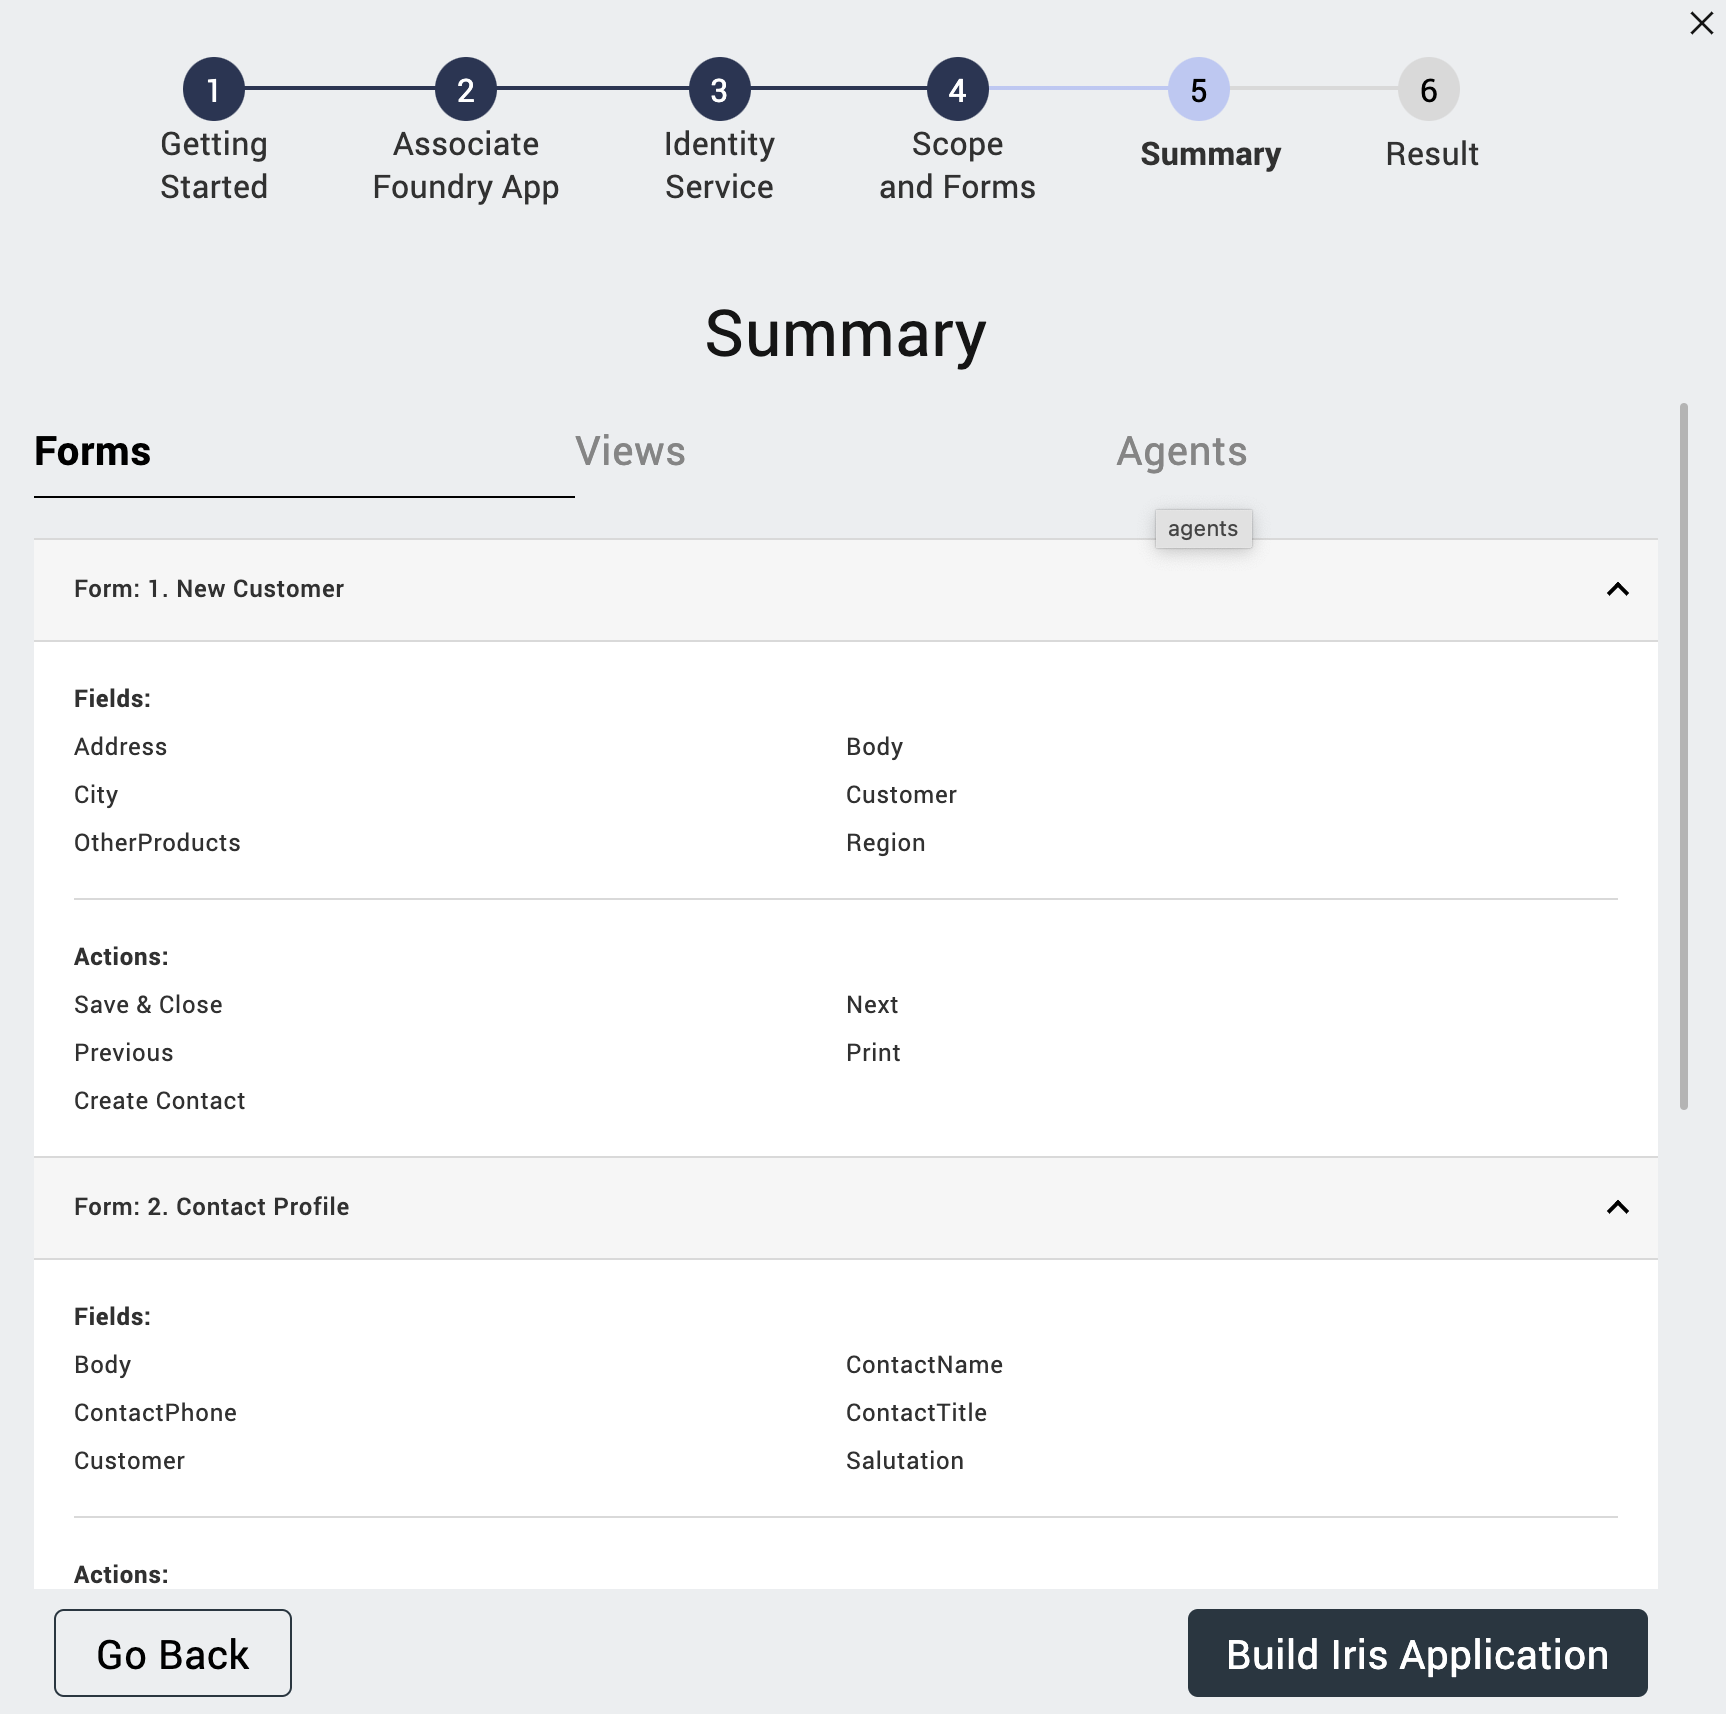 1
2
3
4
5
6
Getting
Started
Associate
Foundry App
Identity
Service
Scope
and Forms
Summary
Result
Summary
Forms
Views
Agents
agents
Form: 1. New Customer
Fields:
Address
Body
City
Customer
OtherProducts
Region
Actions:
Save & Close
Next
Previous
Print
Create Contact
Form: 2. Contact Profile
Fields:
Body
ContactName
ContactPhone
ContactTitle
Customer
Salutation
Actions:
Go Back
Build Iris Application